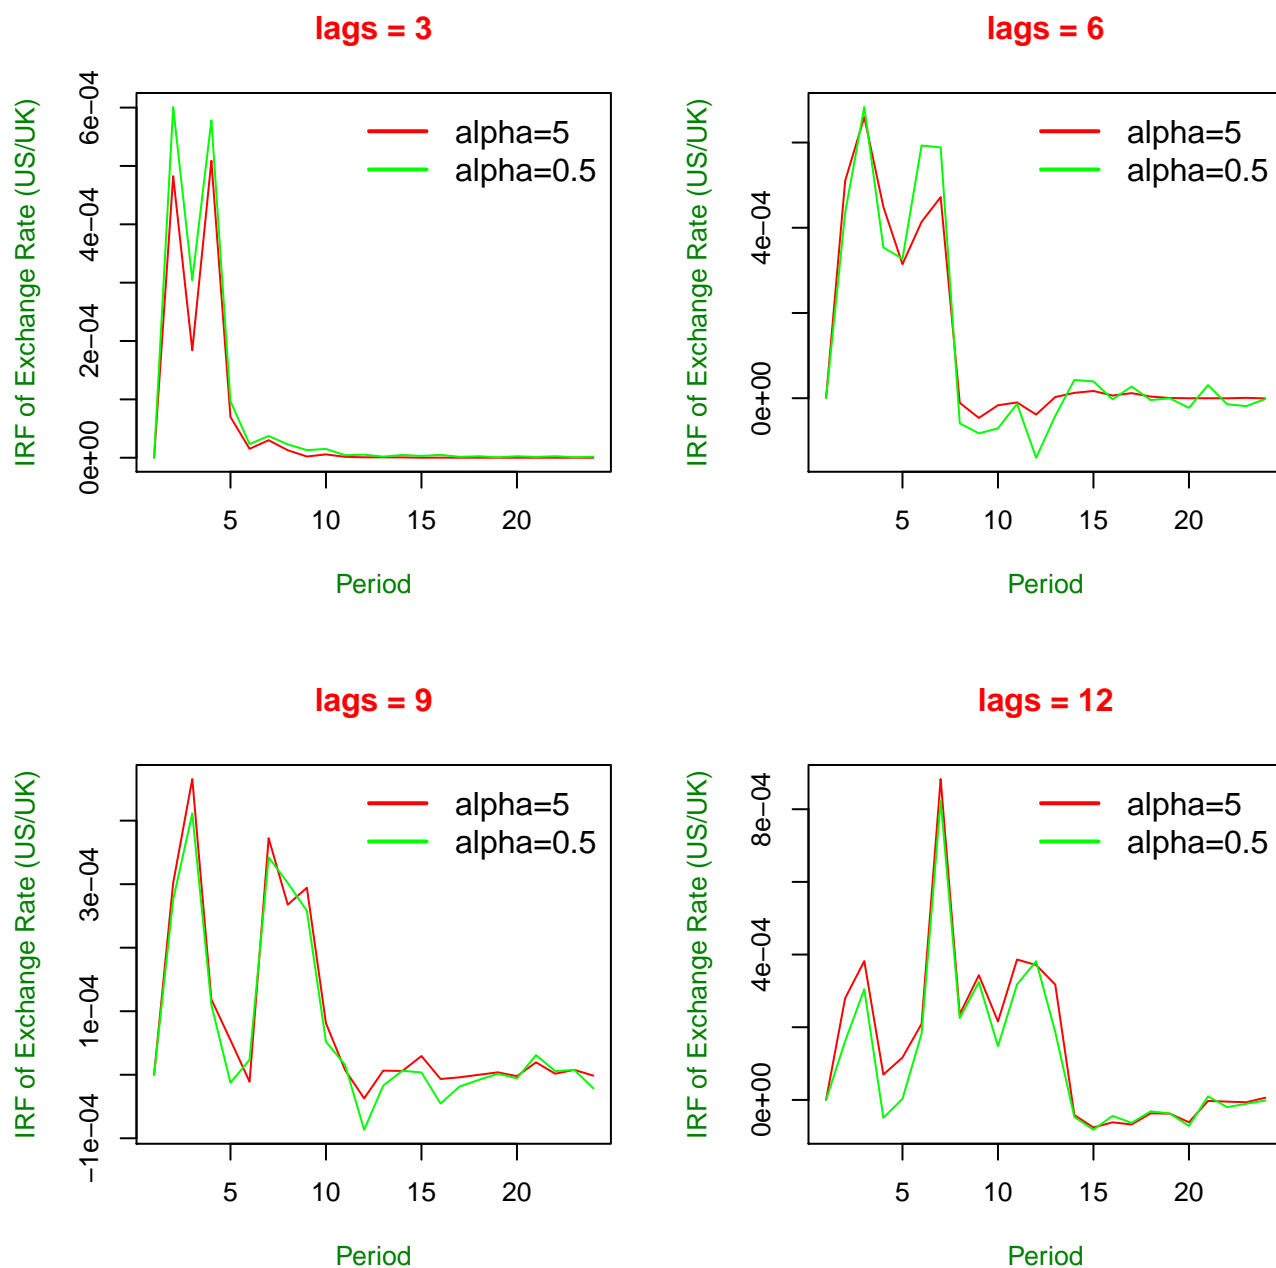 lags = 3
IRF of Exchange Rate (US/UK)
6e−04
4e−04
2e−04
0e+00
alpha=5
alpha=0.5
5 10 15 20
Period
lags = 6
IRF of Exchange Rate (US/UK)
4e−04
0e+00
alpha=5
alpha=0.5
5 10 15 20
Period
lags = 9
IRF of Exchange Rate (US/UK)
3e−04
1e−04
−1e−04
alpha=5
alpha=0.5
5 10 15 20
Period
lags = 12
IRF of Exchange Rate (US/UK)
8e−04
4e−04
0e+00
alpha=5
alpha=0.5
5 10 15 20
Period